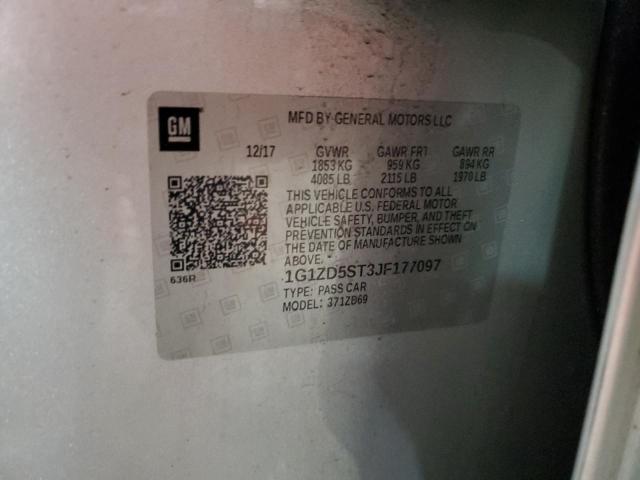 GM
MFD BY GENERAL MOTORS LLC
12/17 GVWR GAWR FRT GAWR RR
1853 KG 959 KG 894 KG
4085 LB 2115 LB 1970 LB
THIS VEHICLE CONFORMS TO ALL
APPLICABLE U.S. FEDERAL MOTOR
VEHICLE SAFETY, BUMPER, AND THEFT
PREVENTION STANDARDS IN EFFECT ON
THE DATE OF MANUFACTURE SHOWN
ABOVE.
1G1ZD5ST3JF177097
TYPE: PASS CAR
MODEL: 371ZD69
636R